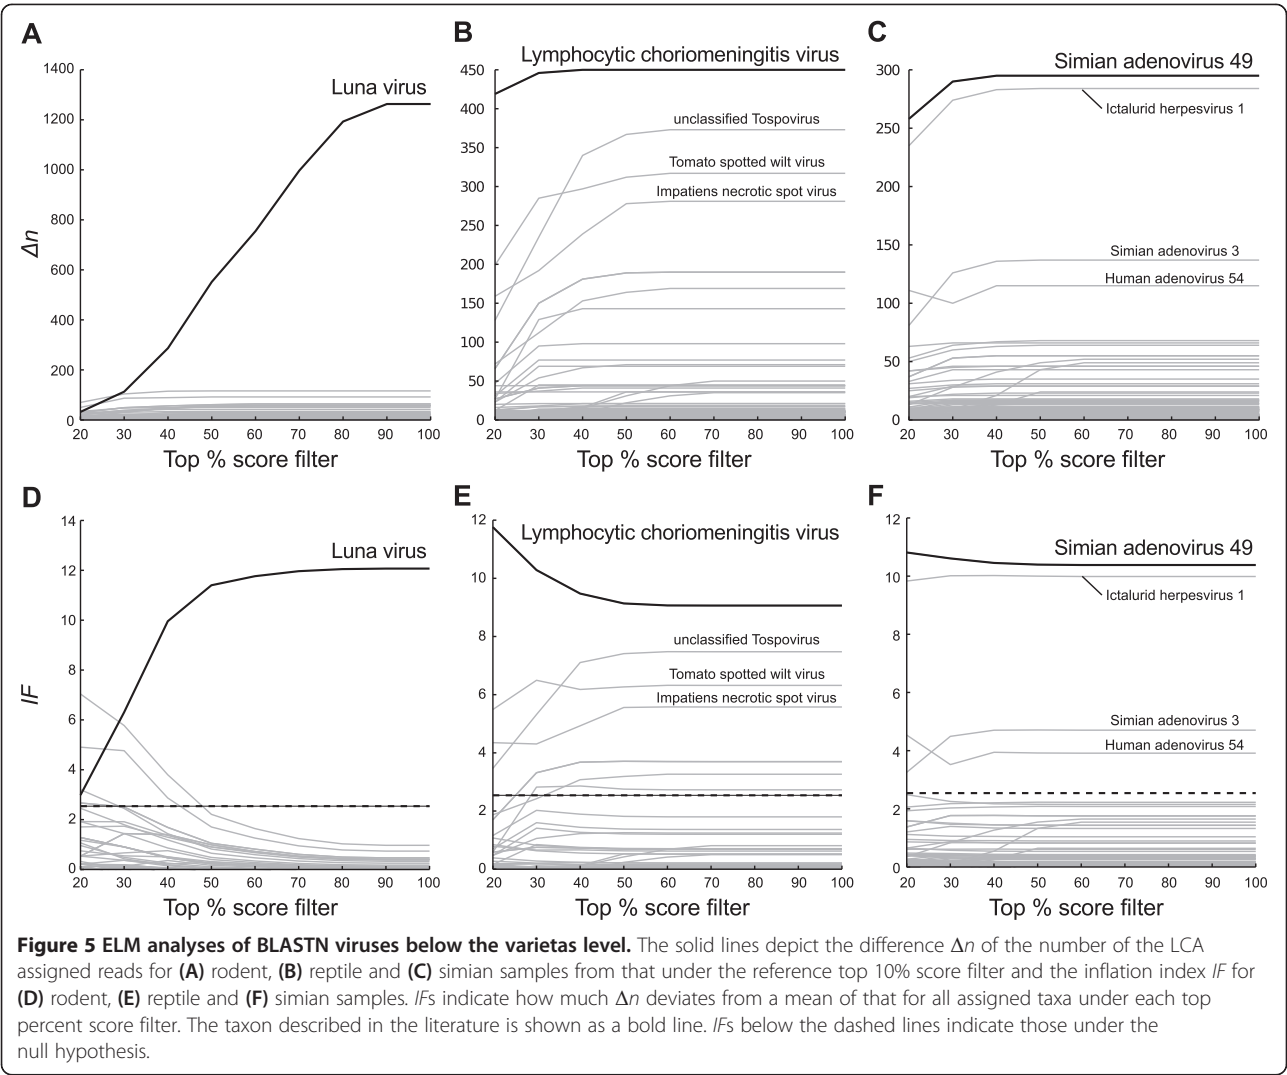 A
1400
1200
1000
800
600
400
200
0
Δn
Luna virus
20 30 40 50 60 70 80 90 100
Top % score filter
B
Lymphocytic choriomeningitis virus
450
400
350
300
250
200
150
100
50
0
unclassified Tospovirus
Tomato spotted wilt virus
Impatiens necrotic spot virus
20 30 40 50 60 70 80 90 100
Top % score filter
C
Simian adenovirus 49
300
250
200
150
100
50
0
Ictalurid herpesvirus 1
Simian adenovirus 3
Human adenovirus 54
20 30 40 50 60 70 80 90 100
Top % score filter
D
14
12
10
8
6
4
2
0
IF
Luna virus
20 30 40 50 60 70 80 90 100
Top % score filter
E
12
10
8
6
4
2
0
Lymphocytic choriomeningitis virus
unclassified Tospovirus
Tomato spotted wilt virus
Impatiens necrotic spot virus
20 30 40 50 60 70 80 90 100
Top % score filter
F
12
10
8
6
4
2
0
Simian adenovirus 49
Ictalurid herpesvirus 1
Simian adenovirus 3
Human adenovirus 54
20 30 40 50 60 70 80 90 100
Top % score filter
Figure 5 ELM analyses of BLASTN viruses below the varietas level. The solid lines depict the difference Δn of the number of the LCA
assigned reads for (A) rodent, (B) reptile and (C) simian samples from that under the reference top 10% score filter and the inflation index IF for
(D) rodent, (E) reptile and (F) simian samples. IFs indicate how much Δn deviates from a mean of that for all assigned taxa under each top
percent score filter. The taxon described in the literature is shown as a bold line. IFs below the dashed lines indicate those under the
null hypothesis.